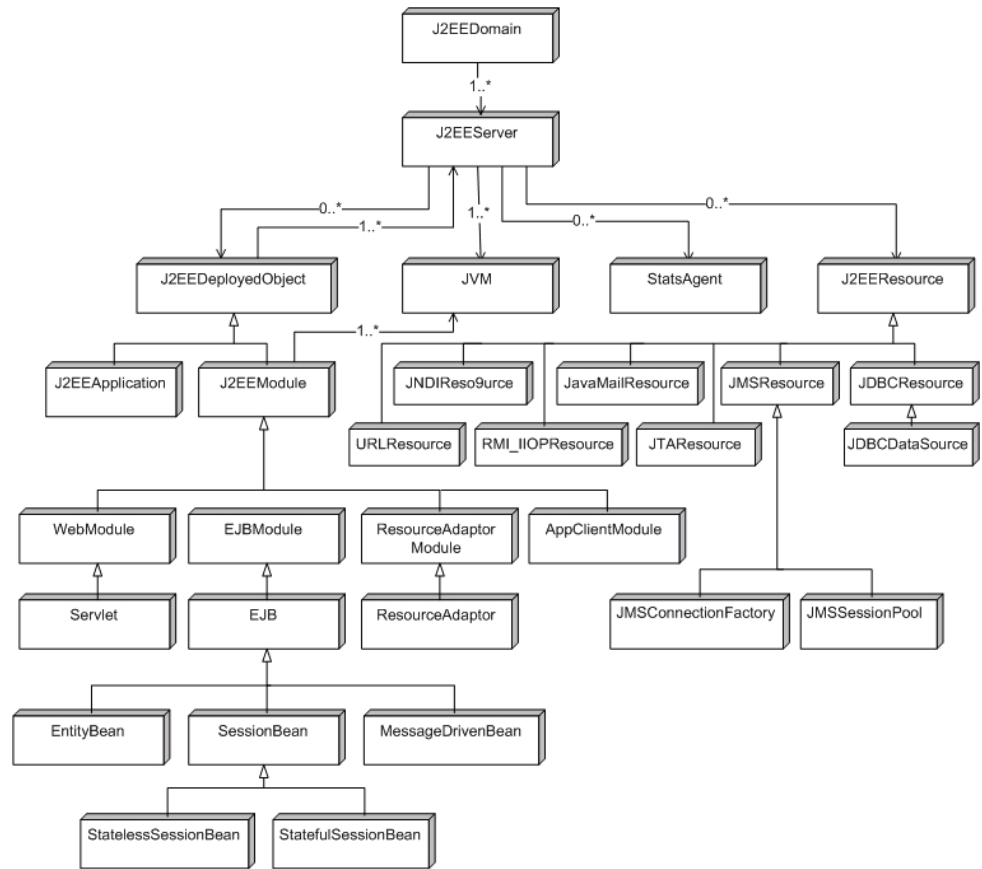 J2EEDomain
1..*
J2EEServer
0..*
1..*
1..*
0..*
0..*
J2EEDeployedObject
JVM
StatsAgent
J2EEResource
1..*
J2EEApplication
J2EEModule
JNDIReso9urce
JavaMailResource
JMSResource
JDBCResource
URLResource
RMI_IIOPResource
JTAResource
JDBCDataSource
WebModule
EJBModule
ResourceAdaptor
Module
AppClientModule
Servlet
EJB
ResourceAdaptor
JMSConnectionFactory
JMSSessionPool
EntityBean
SessionBean
MessageDrivenBean
StatelessSessionBean
StatefulSessionBean